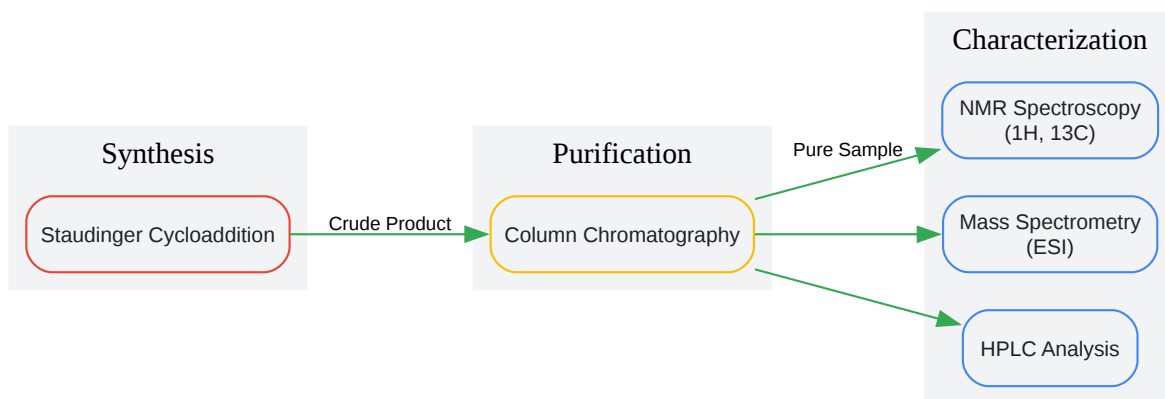 Synthesis
Staudinger Cycloaddition
Crude Product
Purification
Column Chromatography
Pure Sample
Characterization
NMR Spectroscopy
(1H, 13C)
Mass Spectrometry
(ESI)
HPLC Analysis